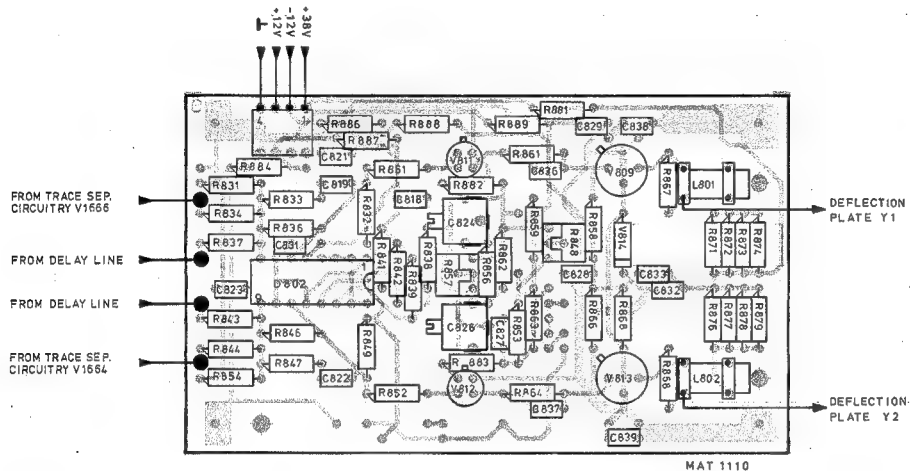 ⊥
+12V
-12V
+38V
4
1
R886
R888
R889
R881
C829
C838
R887
C821
V811
R861
C836
V809
R884
R831
C819
R832
C818
R882
R867
L801
FROM TRACE SEP.
CIRCUITRY V1666
R833
R834
C824
R859
R858
V814
DEFLECTION
PLATE Y1
R836
R837
C831
R841
R842
R838
R839
R856
R862
R848
R871
R872
R873
R874
FROM DELAY LINE
D802
C828
C833
C832
C823
FROM DELAY LINE
R843
R846
R849
C826
C827
R853
R863
R866
R868
R876
R877
R878
R879
R844
R847
R854
C822
R883
V812
R852
R864
C837
V813
L802
FROM TRACE SEP.
CIRCUITRY V1664
DEFLECTION
PLATE Y2
C839
MAT 1110